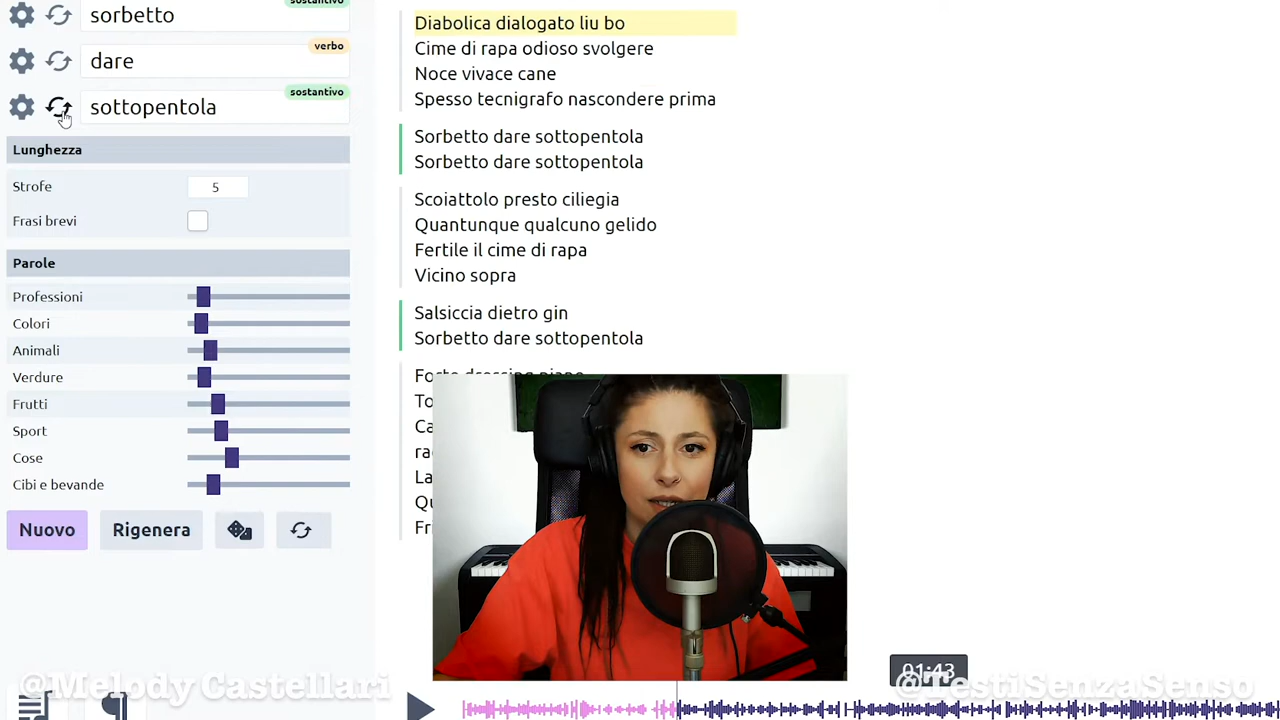 sostantivo
sorbetto
verbo
dare
sostantivo
sottopentola
Lunghezza
Strofe 5
Frasi brevi
Parole
Professioni
Colori
Animali
Verdure
Frutti
Sport
Cose
Cibi e bevande
Nuovo Rigenera
Diabolica dialogato liu bo
Cime di rapa odioso svolgere
Noce vivace cane
Spesso tecnigrafo nascondere prima
Sorbetto dare sottopentola
Sorbetto dare sottopentola
Scoiattolo presto ciliegia
Quantunque qualcuno gelido
Fertile il cime di rapa
Vicino sopra
Salsiccia dietro gin
Sorbetto dare sottopentola
Forte dressing piano
01:43
@Melody Castellari
@TestiSenzaSenso